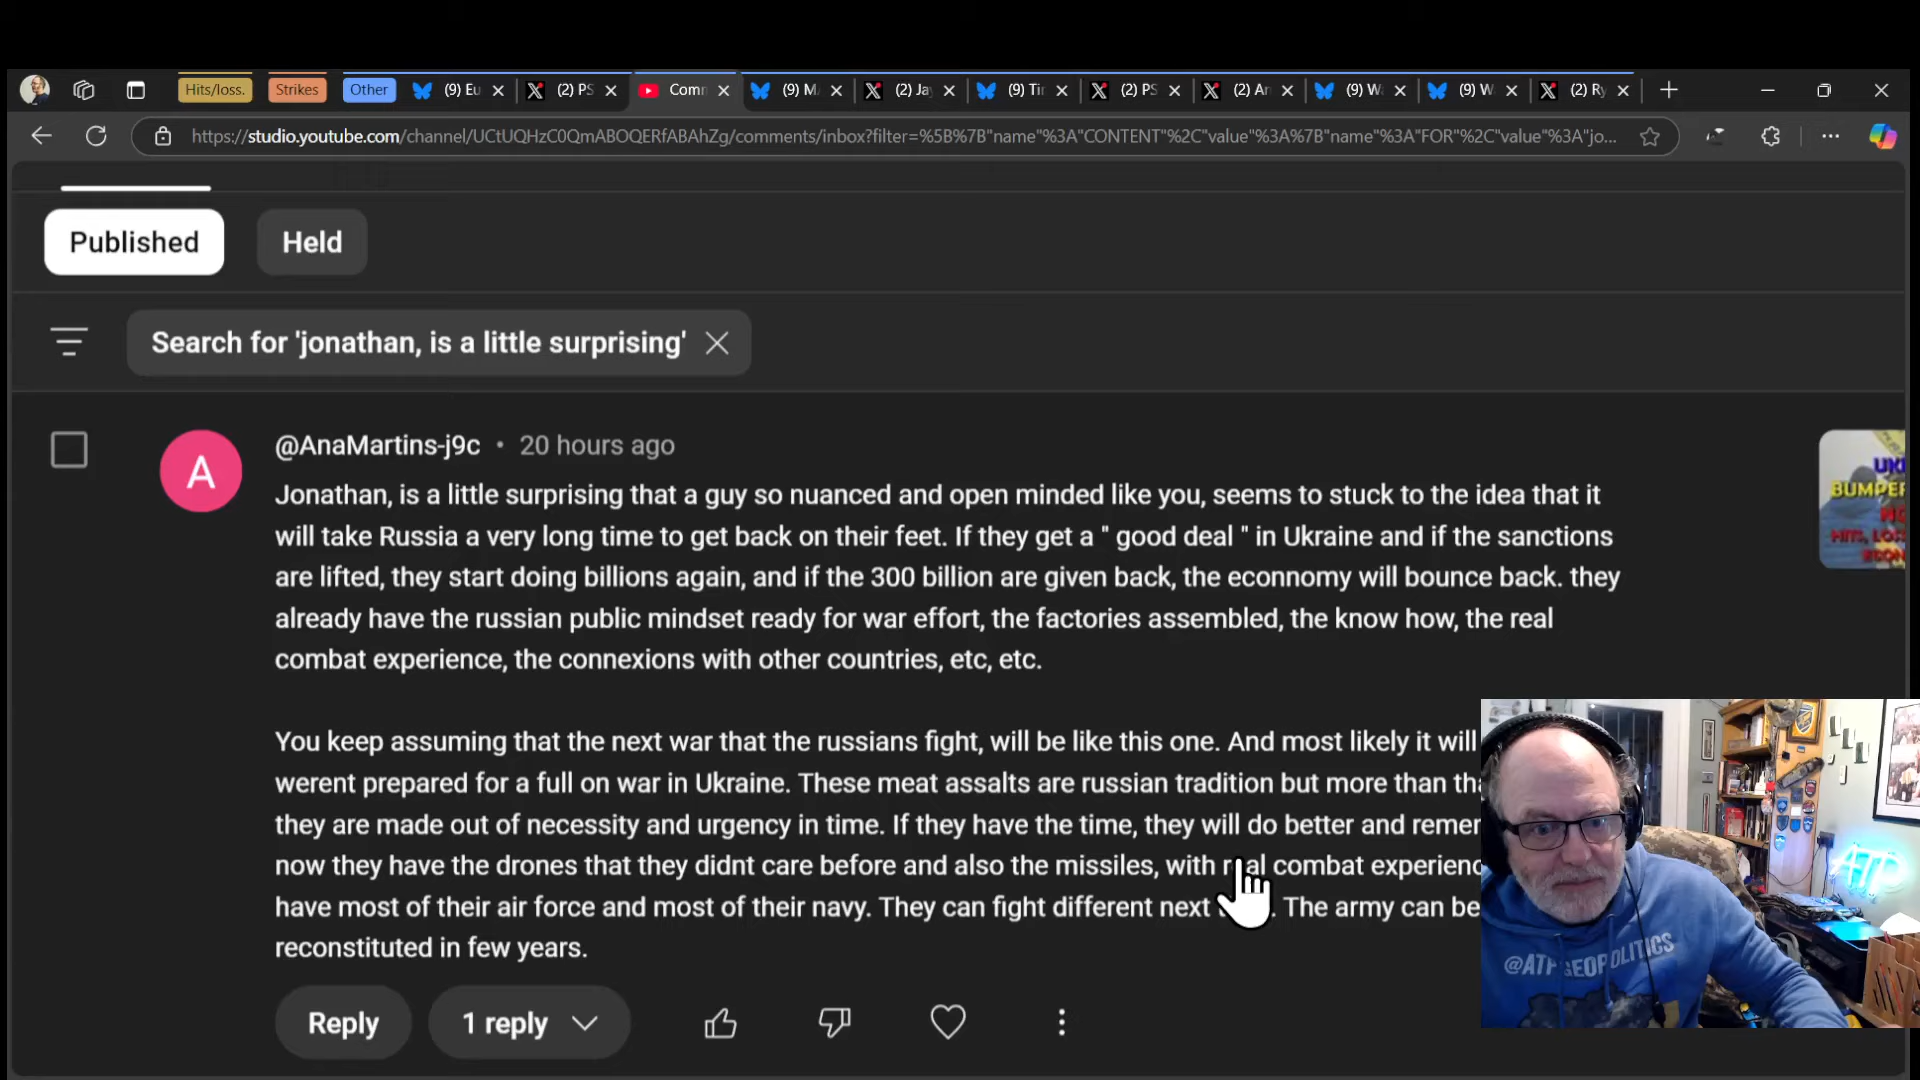 Hits/loss.
Strikes
Other
(9) Eu
(2) PS
Comn
(9) M
(2) Ja
(9) Tir
(2) PS
(2) Ar
(9) W
(9) W
(2) Ry
https://studio.youtube.com/channel/UCtUQHzC0QmABOQERfABAhZg/comments/inbox?filter=%5B%7B"name"%3A"CONTENT"%2C"value"%3A%7B"name"%3A"FOR"%2C"value"%3A"jo...
Published
Held
Search for 'jonathan, is a little surprising'
A
@AnaMartins-j9c • 20 hours ago
Jonathan, is a little surprising that a guy so nuanced and open minded like you, seems to stuck to the idea that it
will take Russia a very long time to get back on their feet. If they get a " good deal " in Ukraine and if the sanctions
are lifted, they start doing billions again, and if the 300 billion are given back, the econnomy will bounce back. they
already have the russian public mindset ready for war effort, the factories assembled, the know how, the real
combat experience, the connexions with other countries, etc, etc.
You keep assuming that the next war that the russians fight, will be like this one. And most likely it will
werent prepared for a full on war in Ukraine. These meat assalts are russian tradition but more than tha
they are made out of necessity and urgency in time. If they have the time, they will do better and remem
now they have the drones that they didnt care before and also the missiles, with real combat experienc
have most of their air force and most of their navy. They can fight different next The army can be
reconstituted in few years.
Reply
1 reply
UKR
BUMPER
HITS, LOS
ECON
@ATPGEOPOLITICS
ATP